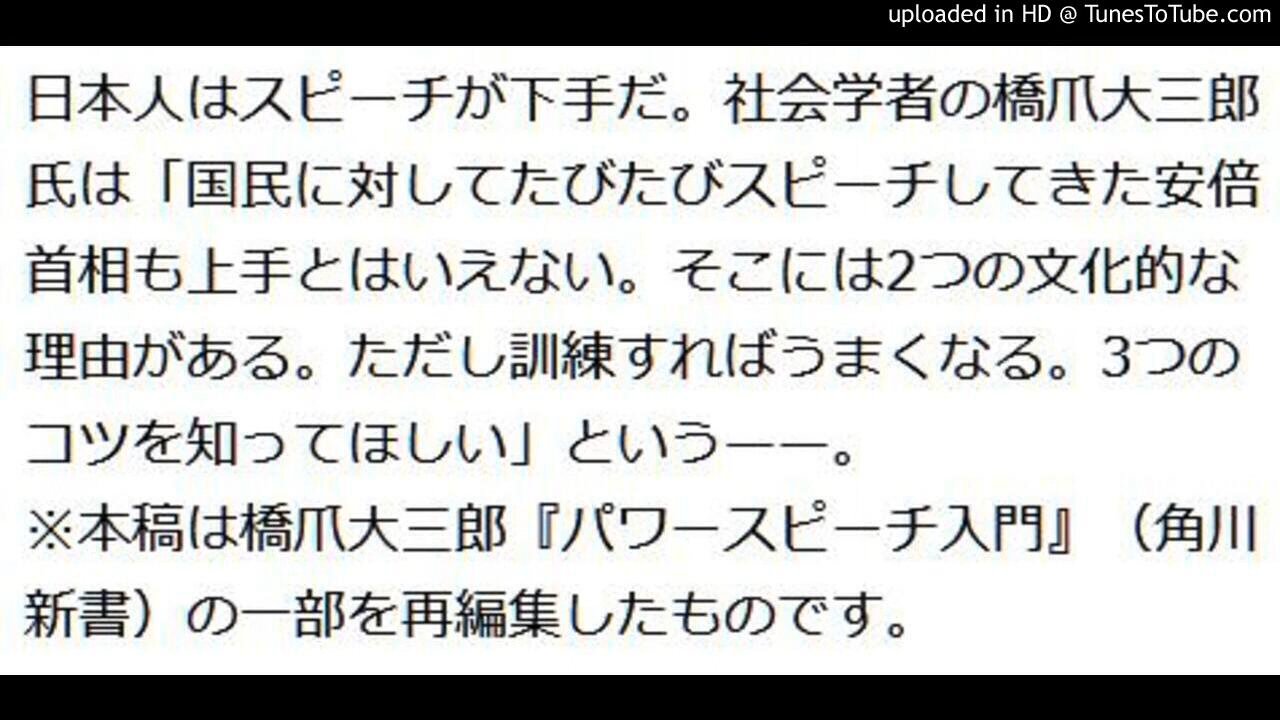 uploaded in HD @ TunesToTube.com
日本人はスピーチが下手だ。社会学者の橋爪大三郎
氏は「国民に対してたびたびスピーチしてきた安倍
首相も上手とはいえない。そこには2つの文化的な
理由がある。ただし訓練すればうまくなる。3つの
コツを知ってほしい」という――。
※本稿は橋爪大三郎『パワースピーチ入門』（角川
新書）の一部を再編集したものです。